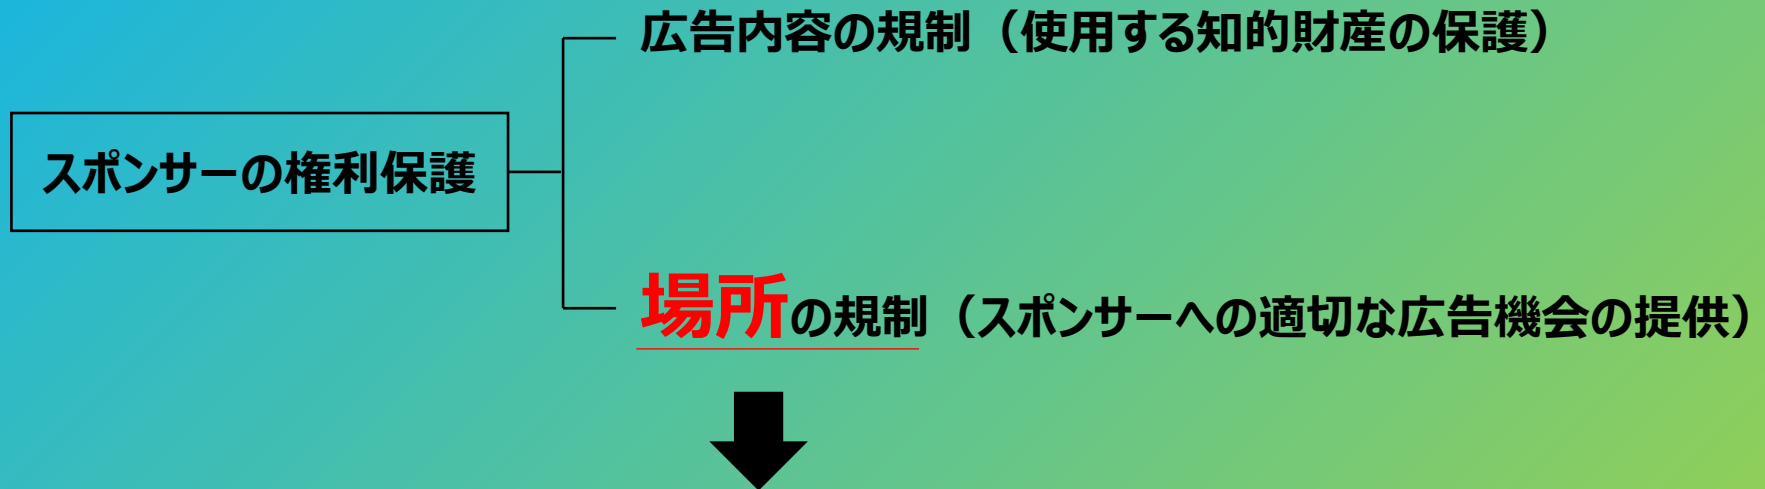 広告内容の規制（使用する知的財産の保護）
スポンサーの権利保護
場所の規制（スポンサーへの適切な広告機会の提供）